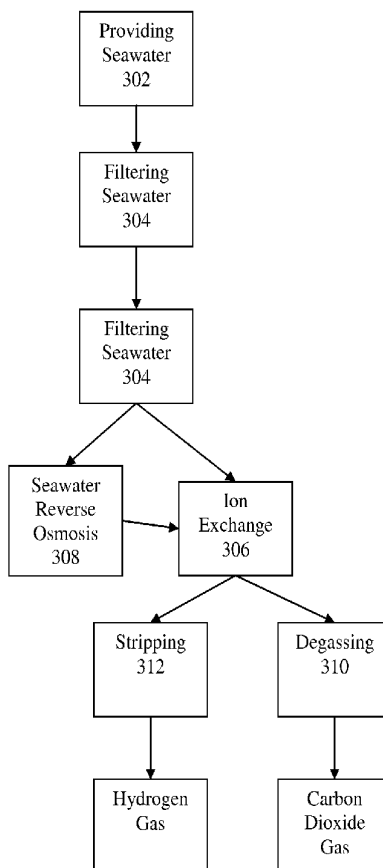 Providing
Seawater
302
Filtering
Seawater
304
Filtering
Seawater
304
Seawater
Reverse
Osmosis
308
Ion
Exchange
306
Stripping
312
Degassing
310
Hydrogen
Gas
Carbon
Dioxide
Gas